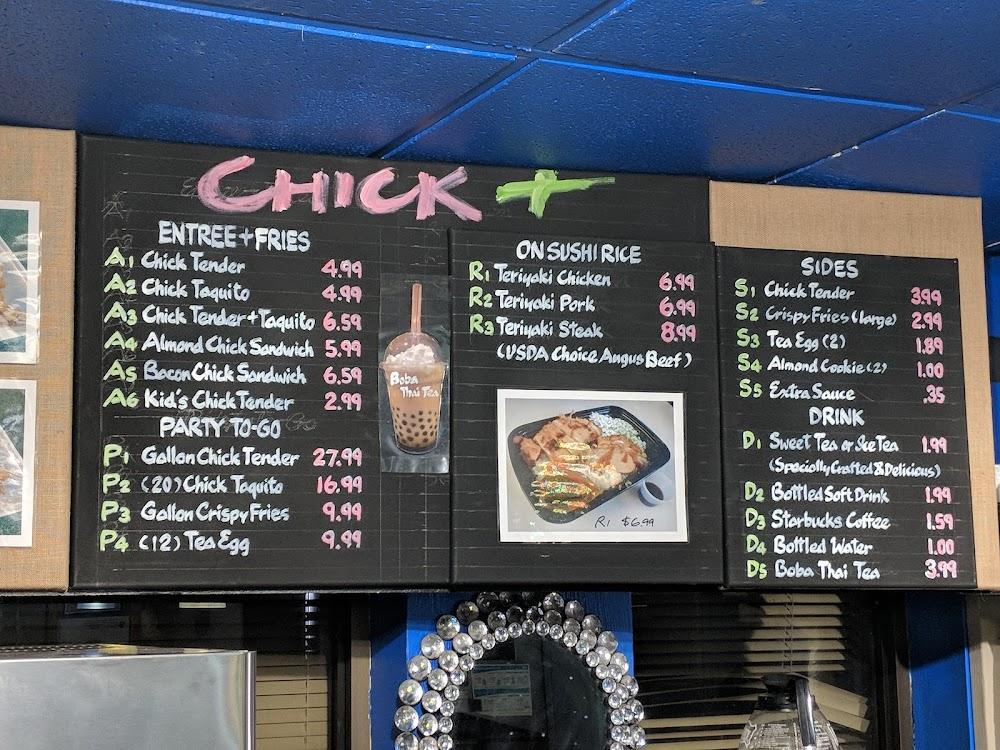 CHICK +
ENTREE+FRIES
A1 Chick Tender 4.99
A2 Chick Taquito 4.99
A3 Chick Tender+Taquito 6.59
A4 Almond Chick Sandwich 5.99
A5 Bacon Chick Sandwich 6.59
A6 Kid's Chick Tender 2.99
PARTY TO-GO
P1 Gallon Chick Tender 27.99
P2 (20) Chick Taquito 16.99
P3 Gallon Crispy Fries 9.99
P4 (12) Tea Egg 9.99
Boba
Thai Tea
ON SUSHI RICE
R1 Teriyaki Chicken 6.99
R2 Teriyaki Pork 6.99
R3 Teriyaki Steak 8.99
(USDA Choice Angus Beef)
R1 $6.99
SIDES
S1 Chick Tender 3.99
S2 Crispy Fries (large) 2.99
S3 Tea Egg (2) 1.89
S4 Almond Cookie (2) 1.00
S5 Extra Sauce .35
DRINK
D1 Sweet Tea or Ice Tea 1.99
(Specially Crafted & Delicious)
D2 Bottled Soft Drink 1.99
D3 Starbucks Coffee 1.59
D4 Bottled Water 1.00
D5 Boba Thai Tea 3.99